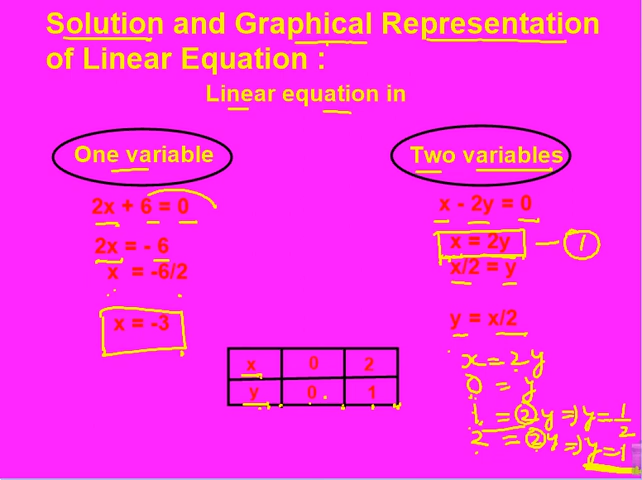 Solution and Graphical Representation
of Linear Equation :
Linear equation in
One variable
2x + 6 = 0
2x = - 6
x = -6/2
x = -3
Two variables
x - 2y = 0
x = 2y — 1
x/2 = y
y = x/2
x = 2y
0 = y
1 = 2y ⇒ y = 1/2
2 = 2y ⇒ y = 1
x 0 2
y 0 1